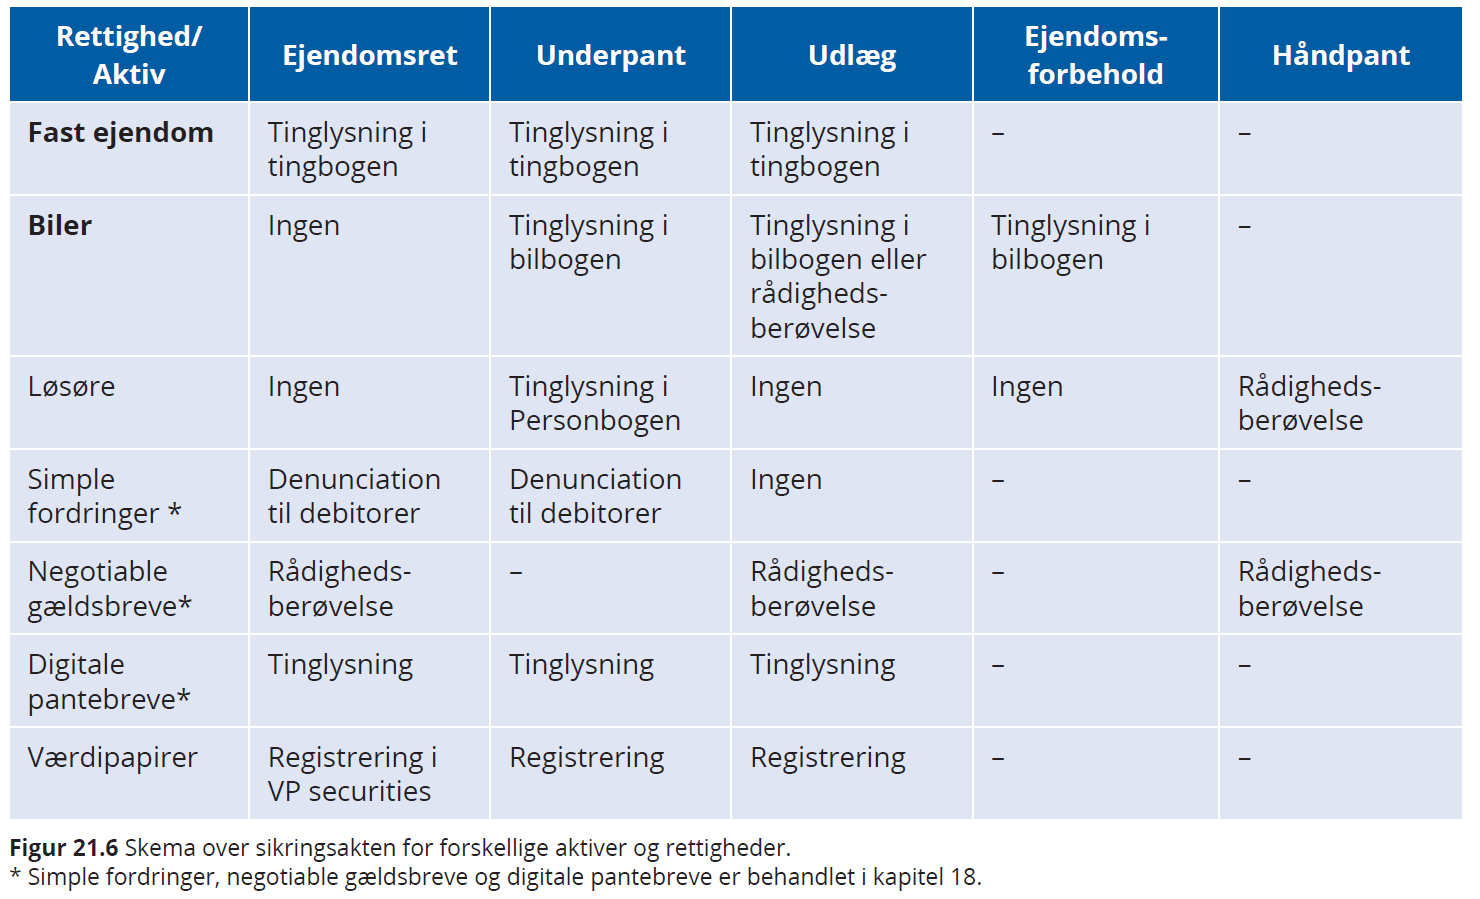 Rettighed/
Aktiv
Ejendomsret
Underpant
Udlæg
Ejendoms-
forbehold
Håndpant
Fast ejendom
Tinglysning i
tingbogen
Tinglysning i
tingbogen
Tinglysning i
tingbogen
–
–
Biler
Ingen
Tinglysning i
bilbogen
Tinglysning i
bilbogen eller
rådigheds-
berøvelse
Tinglysning i
bilbogen
–
Løsøre
Ingen
Tinglysning i
Personbogen
Ingen
Ingen
Rådigheds-
berøvelse
Simple
fordringer *
Denunciation
til debitorer
Denunciation
til debitorer
Ingen
–
–
Negotiable
gældsbreve*
Rådigheds-
berøvelse
–
Rådigheds-
berøvelse
–
Rådigheds-
berøvelse
Digitale
pantebreve*
Tinglysning
Tinglysning
Tinglysning
–
–
Værdipapirer
Registrering i
VP securities
Registrering
Registrering
–
–
Figur 21.6 Skema over sikringsakten for forskellige aktiver og rettigheder.
* Simple fordringer, negotiable gældsbreve og digitale pantebreve er behandlet i kapitel 18.